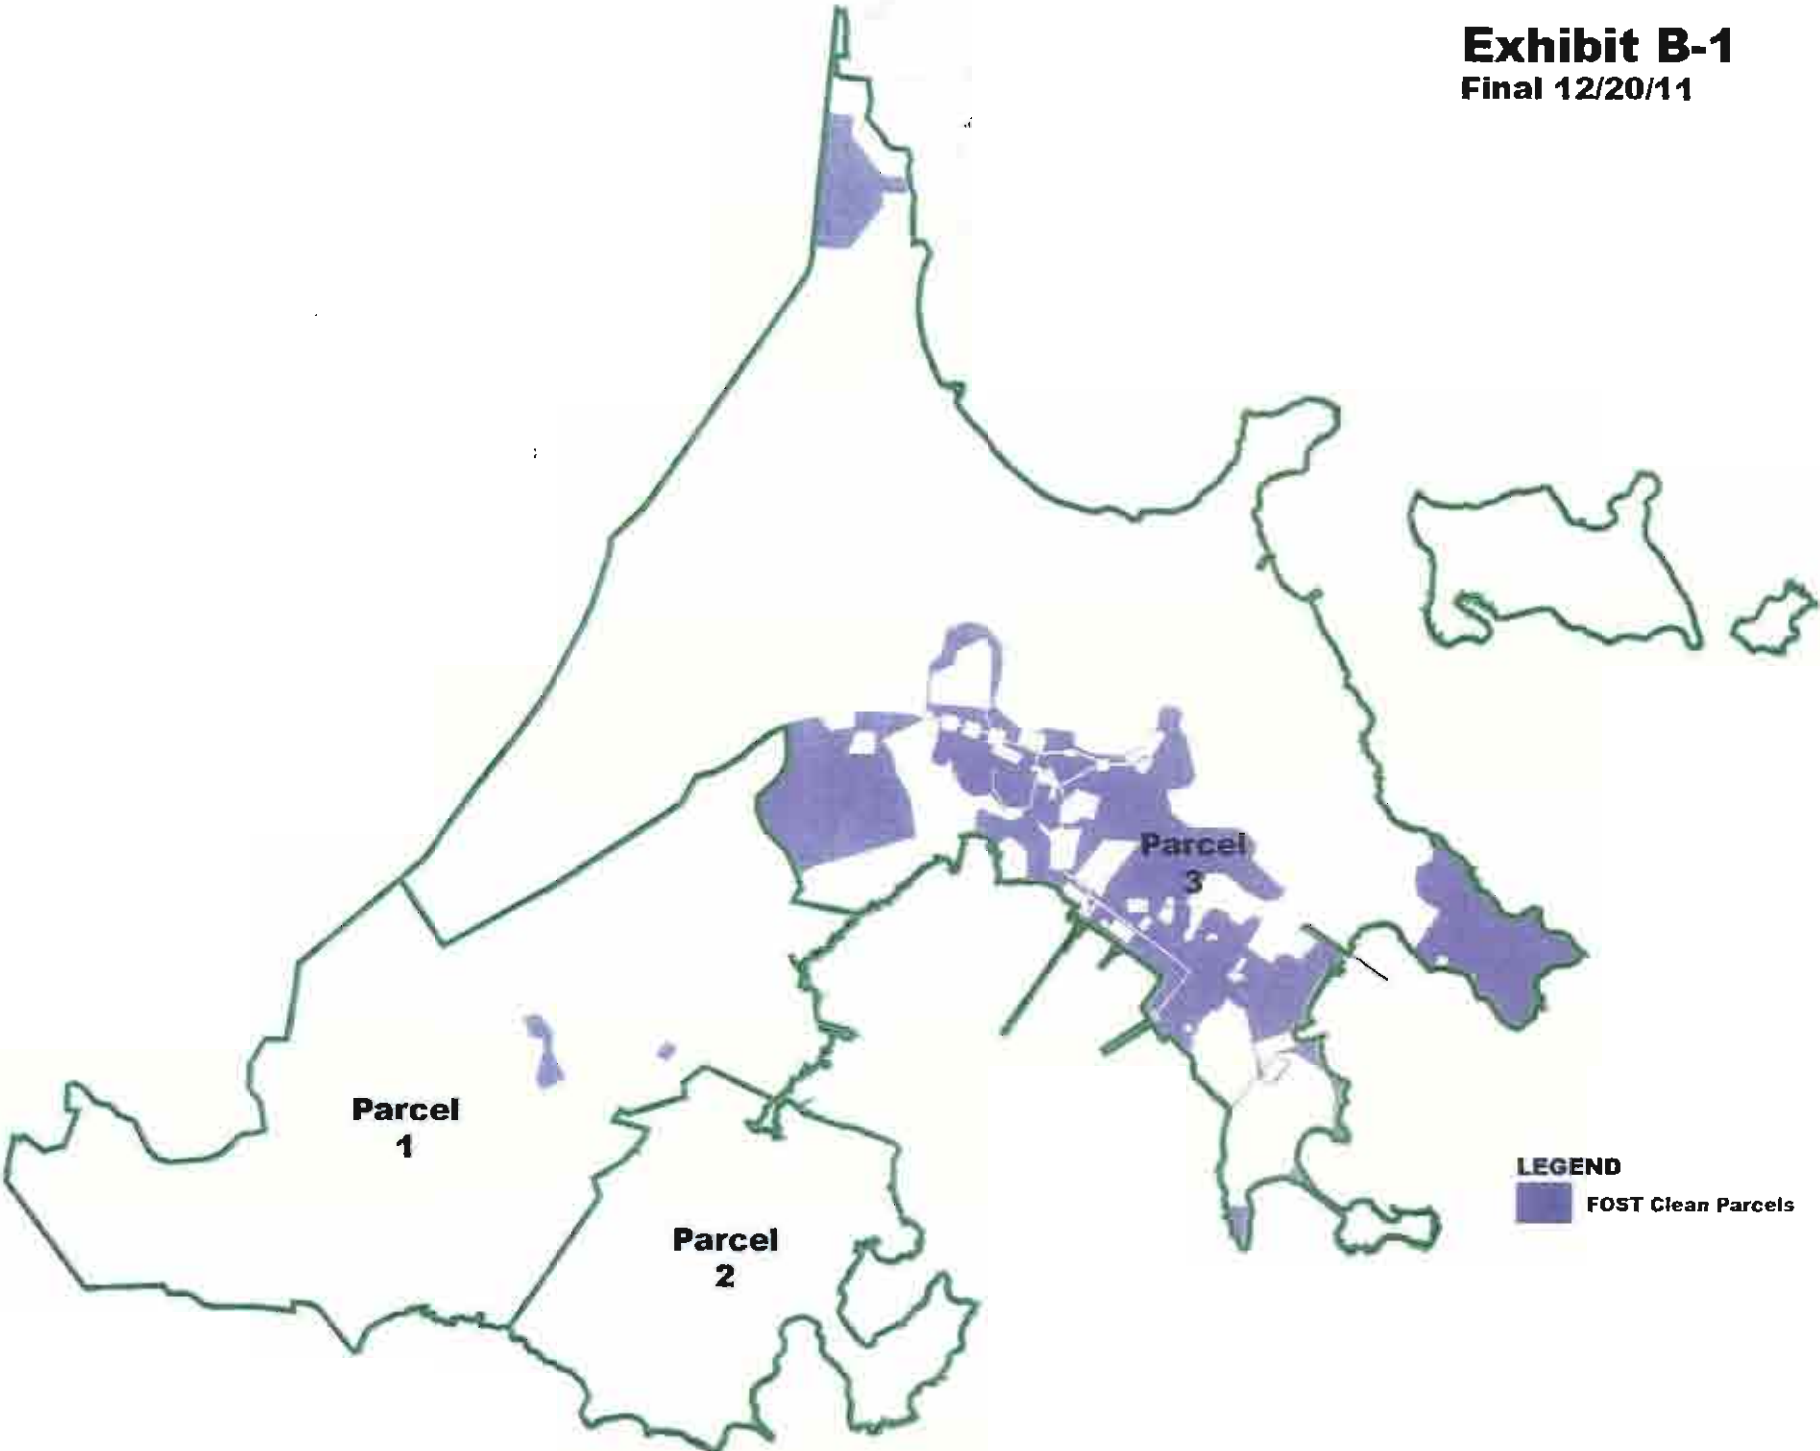 Exhibit B-1
Final 12/20/11
Parcel
3
Parcel
1
Parcel
2
LEGEND
FOST Clean Parcels